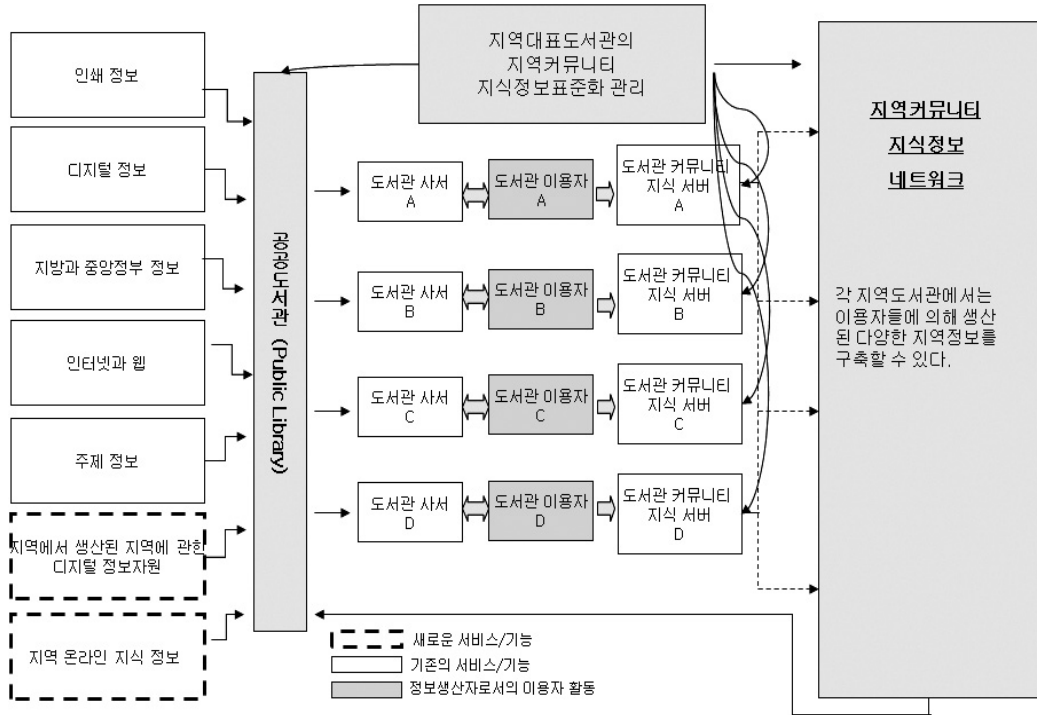 인쇄 정보
디지털 정보
지방과 중앙정부 정보
인터넷과 웹
주제 정보
지역에서 생산된 지역에 관한
디지털 정보자원
지역 온라인 지식 정보
공공도서관 (Public Library)
지역대표도서관의
지역커뮤니티
지식정보표준화 관리
도서관 사서
A
도서관 이용자
A
도서관 커뮤니티
지식 서버
A
도서관 사서
B
도서관 이용자
B
도서관 커뮤니티
지식 서버
B
도서관 사서
C
도서관 이용자
C
도서관 커뮤니티
지식 서버
C
도서관 사서
D
도서관 이용자
D
도서관 커뮤니티
지식 서버
D
지역커뮤니티
지식정보
네트워크
각 지역도서관에서는
이용자들에 의해 생산
된 다양한 지역정보를
구축할 수 있다.
새로운 서비스/기능
기존의 서비스/기능
정보생산자로서의 이용자 활동